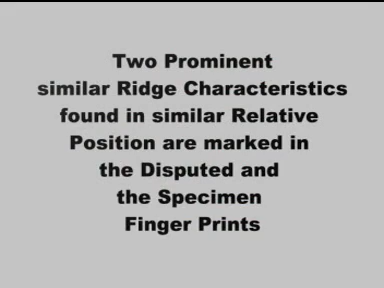 Two Prominent
similar Ridge Characteristics
found in similar Relative
Position are marked in
the Disputed and
the Specimen
Finger Prints